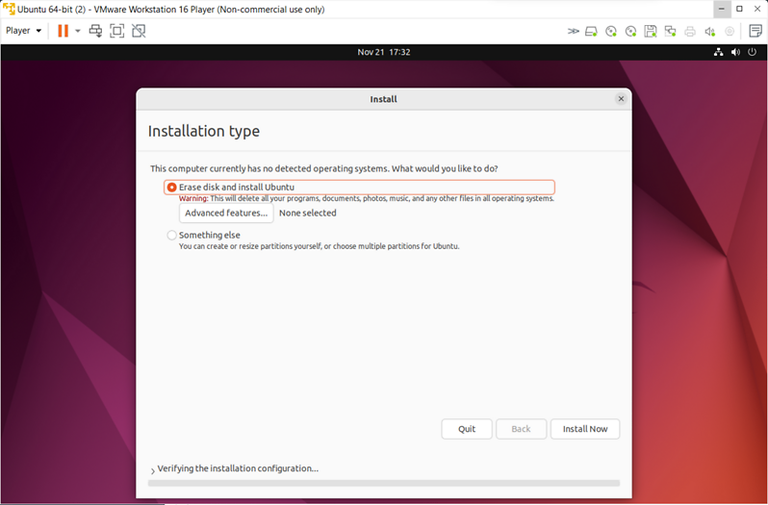 Ubuntu 64-bit (2) - VMware Workstation 16 Player (Non-commercial use only)
Player
Nov 21 17:32
Install
Installation type
This computer currently has no detected operating systems. What would you like to do?
Erase disk and install Ubuntu
Warning: This will delete all your programs, documents, photos, music, and any other files in all operating systems.
Advanced features... None selected
Something else
You can create or resize partitions yourself, or choose multiple partitions for Ubuntu.
Quit Back Install Now
Verifying the installation configuration...